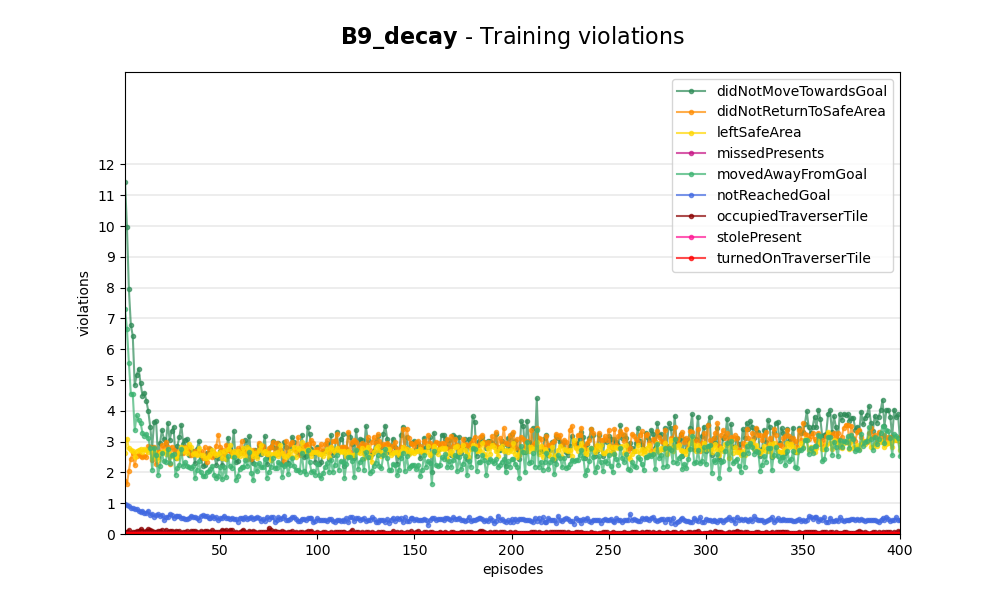 B9_decay - Training violations
didNotMoveTowardsGoal
didNotReturnToSafeArea
leftSafeArea
missedPresents
movedAwayFromGoal
notReachedGoal
occupiedTraverserTile
stolePresent
turnedOnTraverserTile
violations
12
11
10
9
8
7
6
5
4
3
2
1
0
50 100 150 200 250 300 350 400
episodes